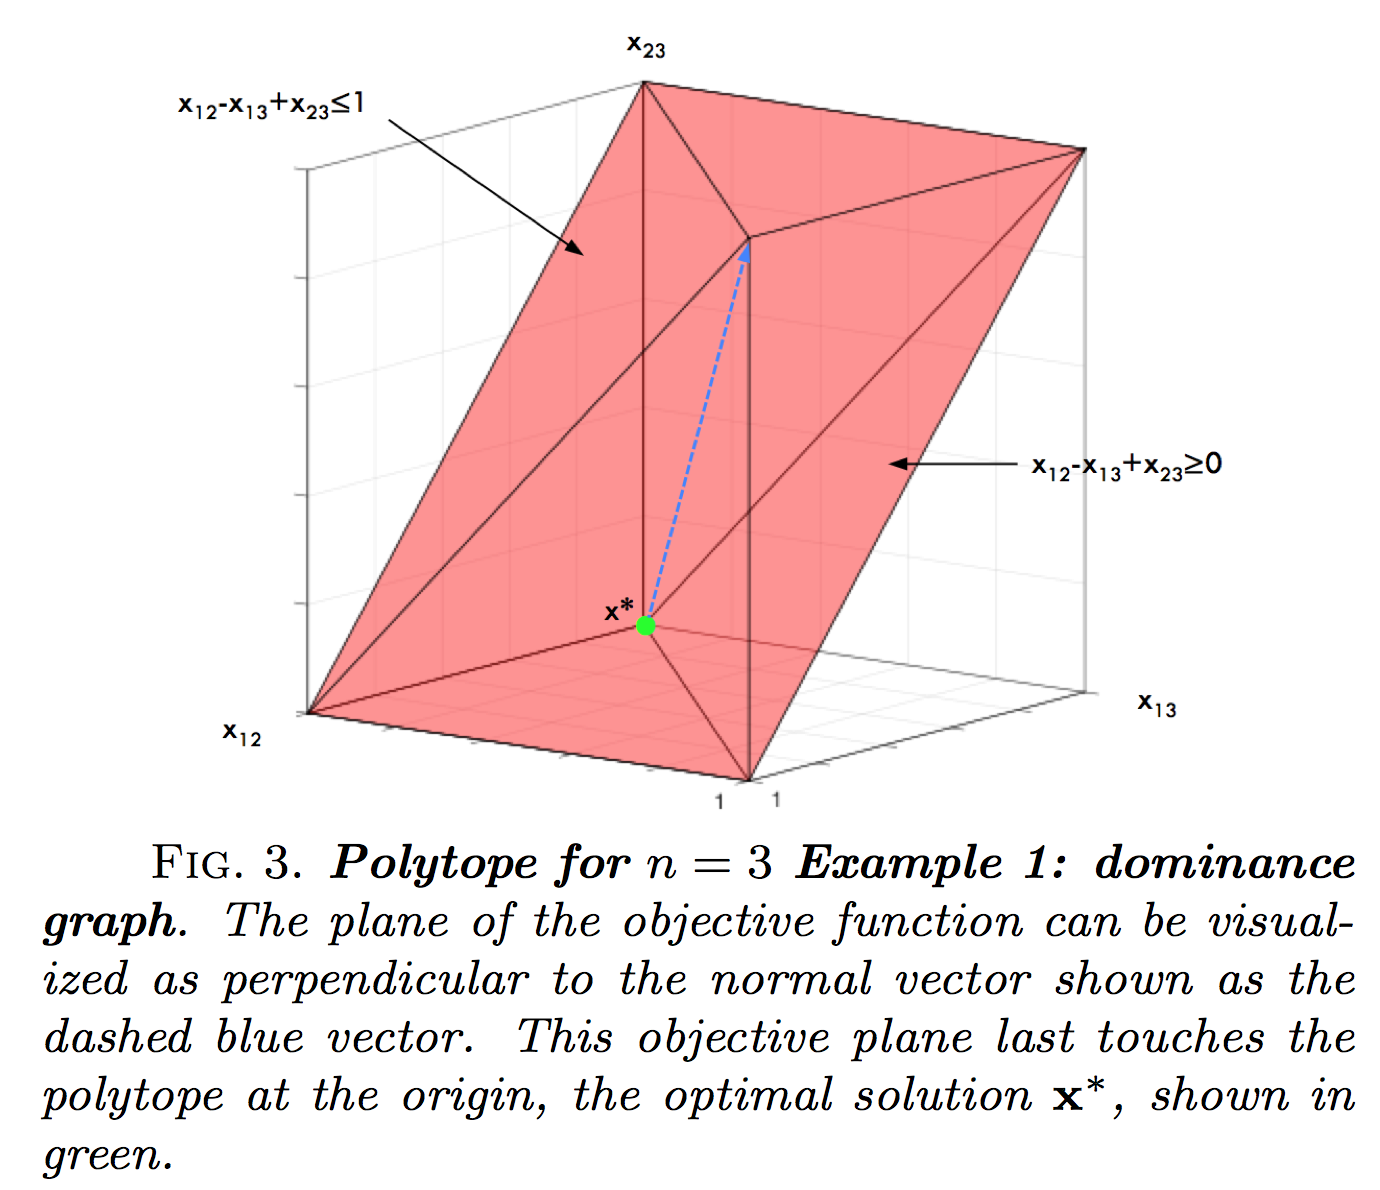 x₂₃
x₁₂-x₁₃+x₂₃≤1
x₁₂-x₁₃+x₂₃≥0
x*
x₁₃
x₁₂
1 1
FIG. 3. Polytope for n = 3 Example 1: dominance
graph. The plane of the objective function can be visual-
ized as perpendicular to the normal vector shown as the
dashed blue vector. This objective plane last touches the
polytope at the origin, the optimal solution x*, shown in
green.